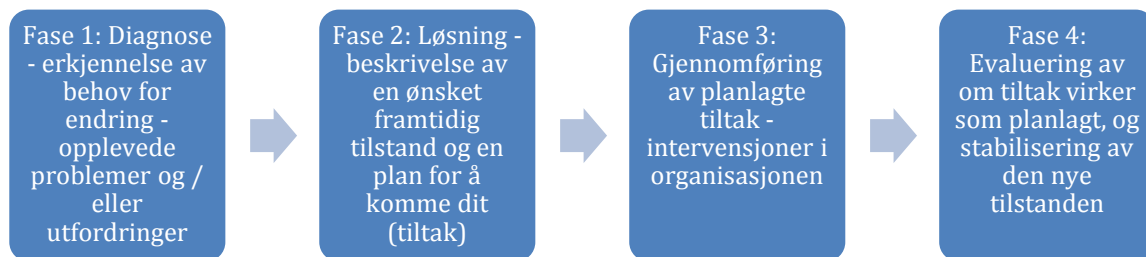 Fase 1: Diagnose
- erkjennelse av
behov for
endring -
opplevede
problemer og /
eller
utfordringer
Fase 2: Løsning -
beskrivelse av
en ønsket
framtidig
tilstand og en
plan for å
komme dit
(tiltak)
Fase 3:
Gjennomføring
av planlagte
tiltak -
intervensjoner i
organisasjonen
Fase 4:
Evaluering av
om tiltak virker
som planlagt, og
stabilisering av
den nye
tilstanden